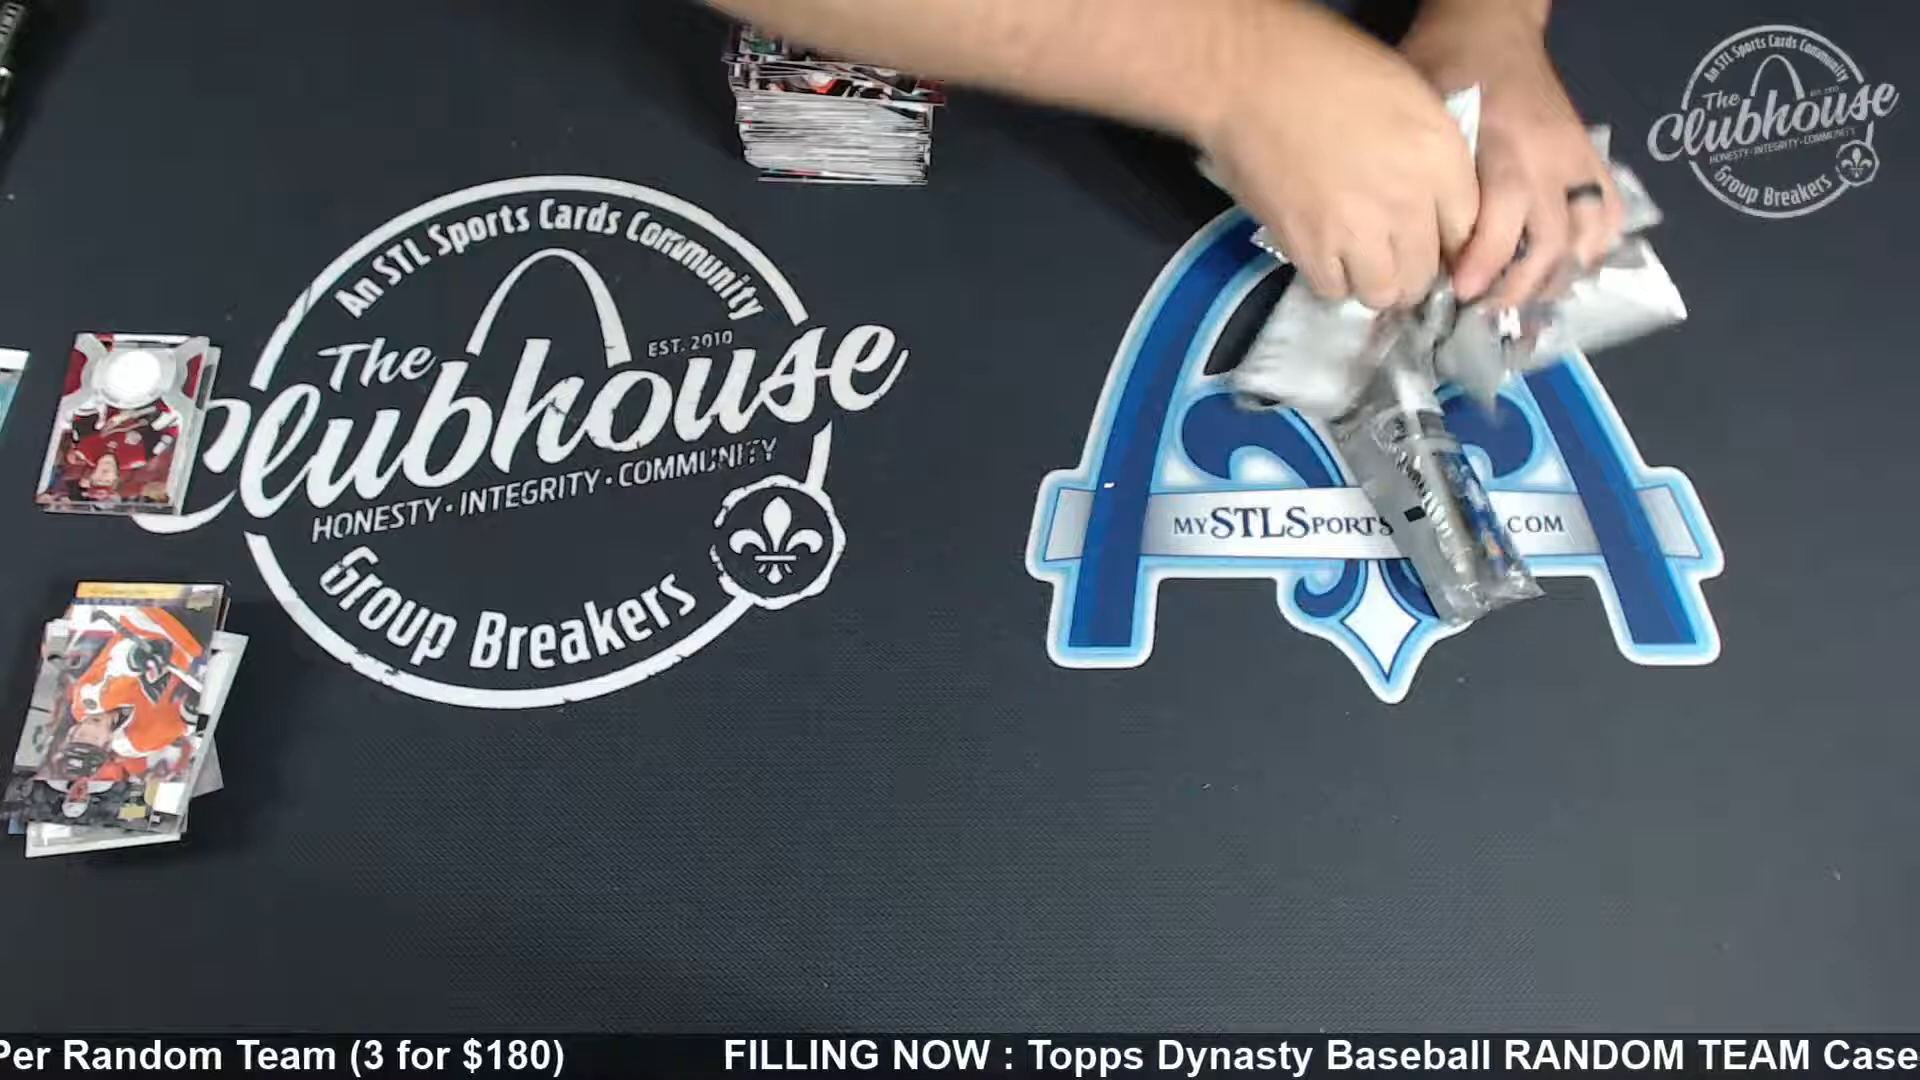 An STL Sports Cards Community
The
EST. 2010
Clubhouse
HONESTY · INTEGRITY · COMMUNITY
Group Breakers
An STL Sports Cards Community
The
Clubhouse
HONESTY · INTEGRITY · COMMUNITY
Group Breakers
MYSTLSPORTS
.COM
Per Random Team (3 for $180) FILLING NOW : Topps Dynasty Baseball RANDOM TEAM Case